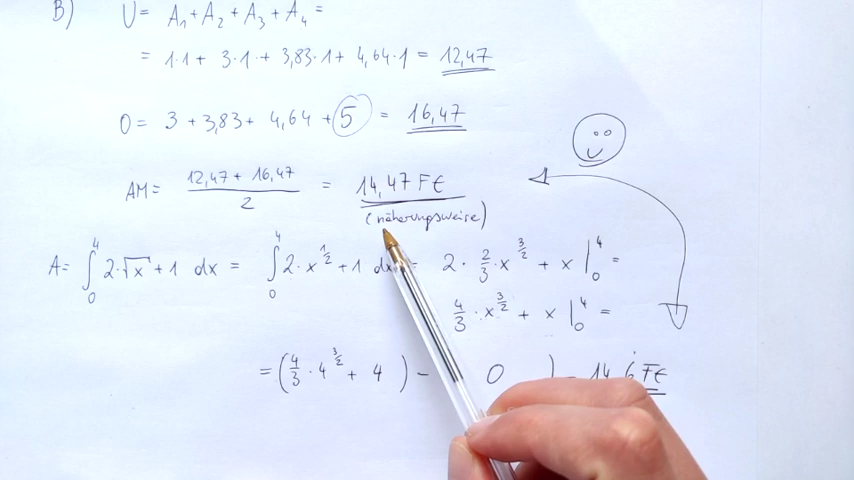 B) U = A₁ + A₂ + A₃ + A₄ =
= 1·1 + 3·1 + 3,83·1 + 4,64·1 = 12,47
O = 3 + 3,83 + 4,64 + 5 = 16,47
AM = (12,47 + 16,47)/2 = 14,47 FE
(näherungsweise)
A = ∫₀⁴ 2·√x + 1 dx = ∫₀⁴ 2·x^(1/2) + 1 dx = 2·2/3·x^(3/2) + x |₀⁴ =
4/3·x^(3/2) + x |₀⁴ =
= (4/3·4^(3/2) + 4) - 0 ) = 14,6 FE